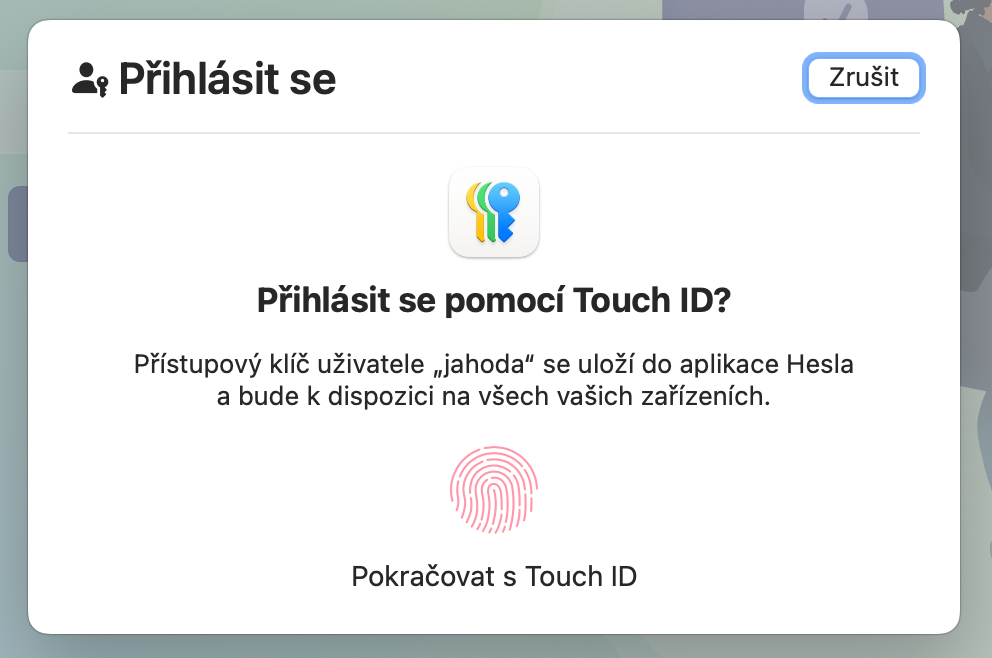 Přihlásit se
Zrušit
Přihlásit se pomocí Touch ID?
Přístupový klíč uživatele „jahoda“ se uloží do aplikace Hesla
a bude k dispozici na všech vašich zařízeních.
Pokračovat s Touch ID